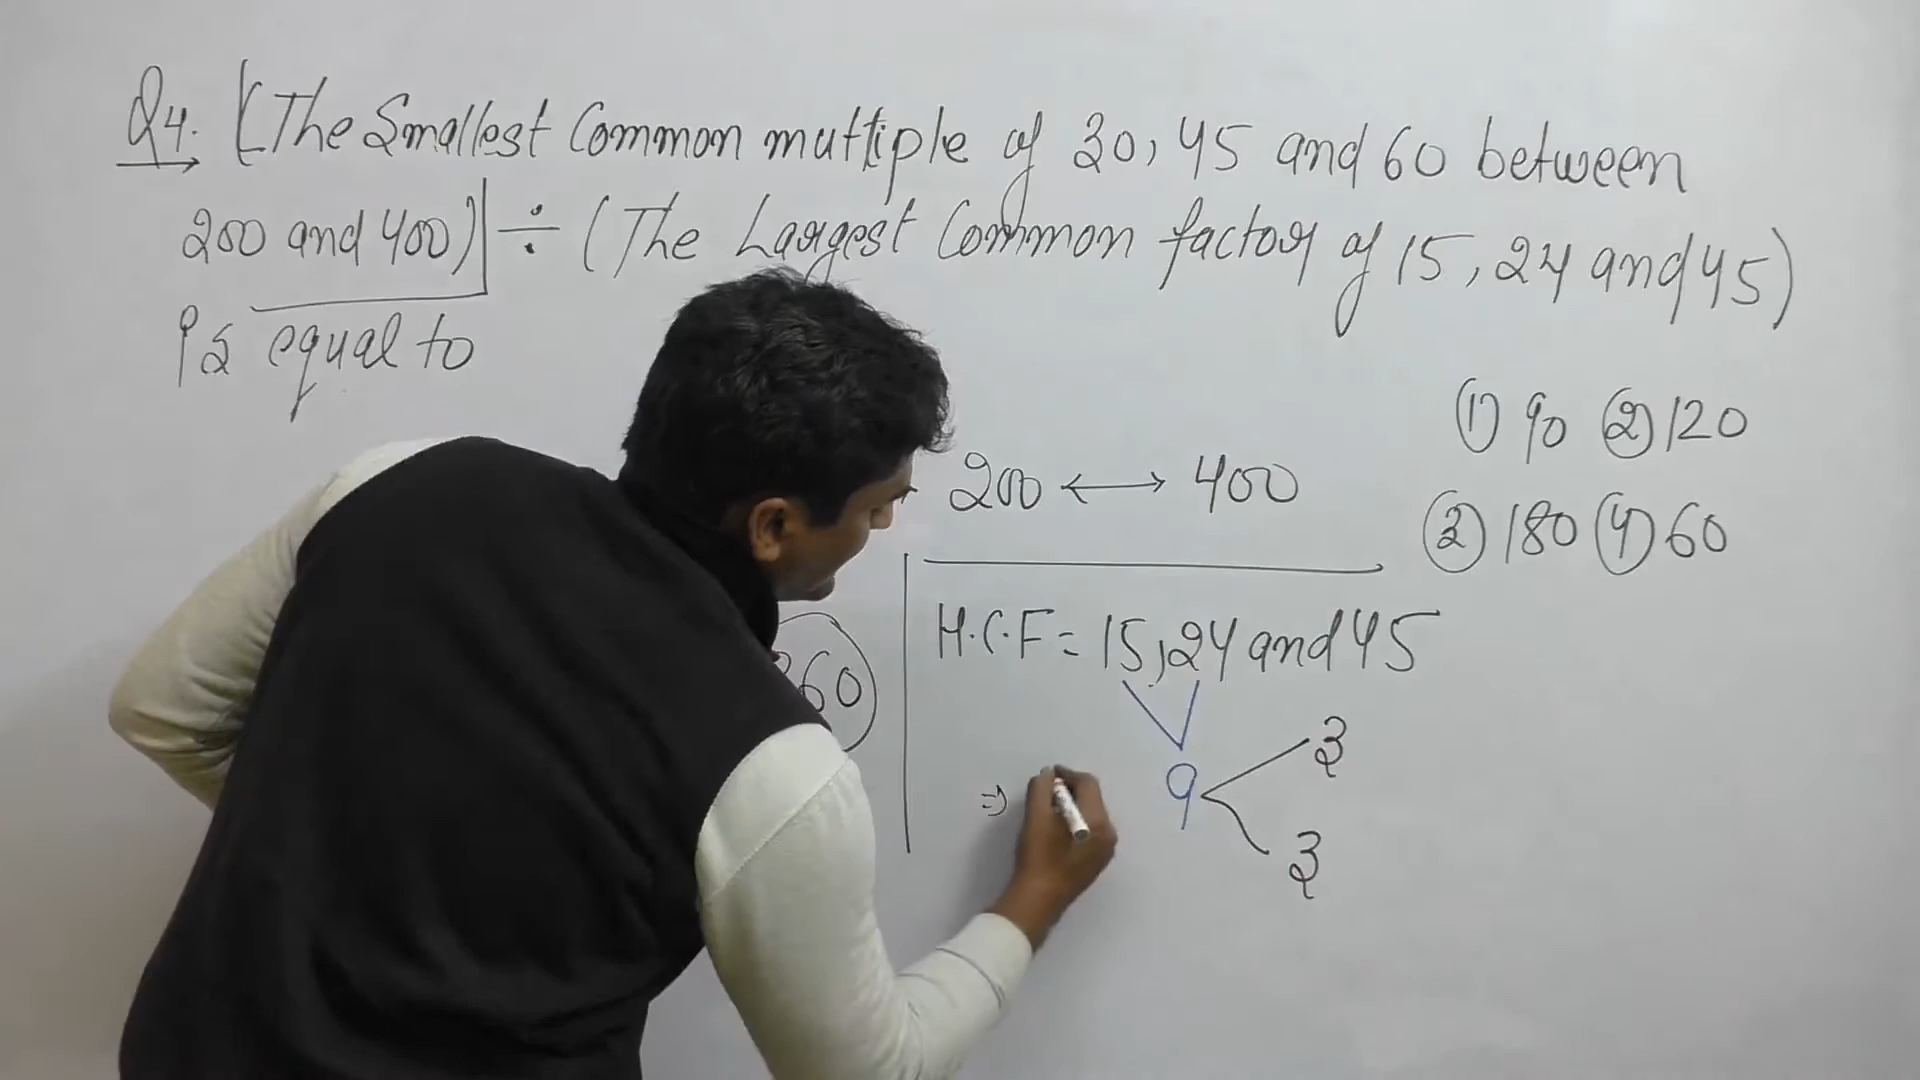 Q4. [(The Smallest Common multiple of 30, 45 and 60 between
200 and 400)] ÷ (The Largest Common factor of 15, 24 and 45)
is equal to
(1) 90 (2) 120
200 ↔ 400
(3) 180 (4) 60
H.C.F = 15, 24 and 45
360
3
⇒ 9
3